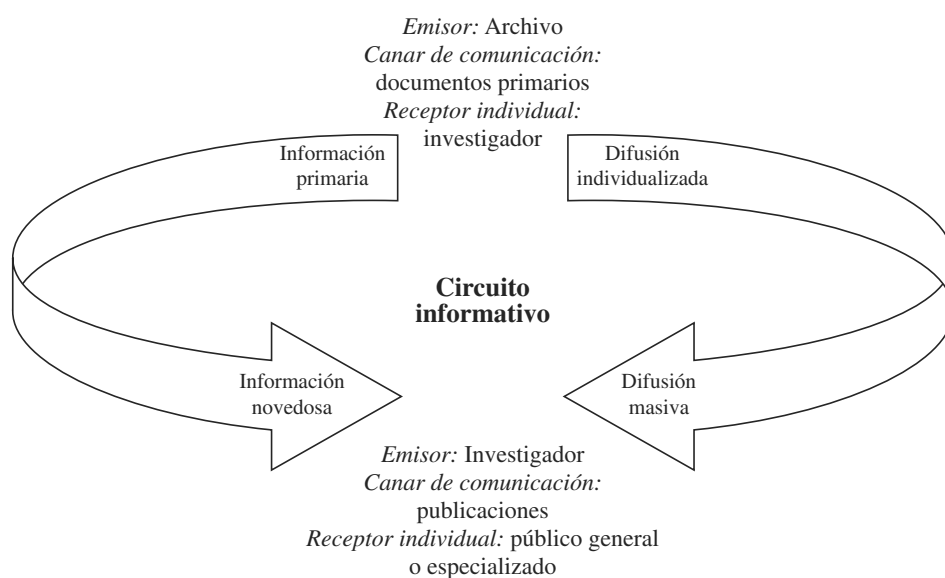 Emisor: Archivo
Canar de comunicación:
documentos primarios
Receptor individual:
investigador
Información
primaria
Difusión
individualizada
Circuito
informativo
Información
novedosa
Difusión
masiva
Emisor: Investigador
Canar de comunicación:
publicaciones
Receptor individual: público general
o especializado